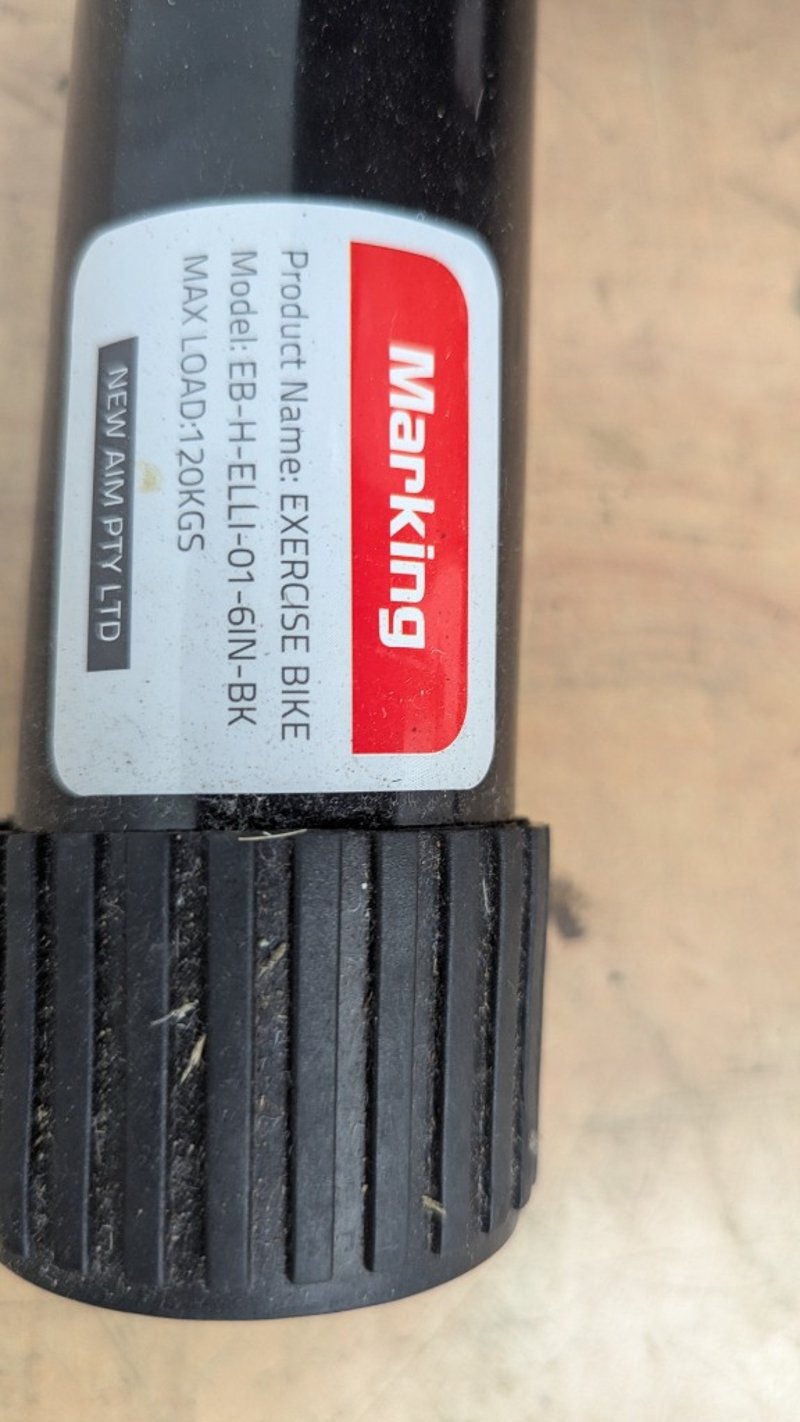 Marking
Product Name: EXERCISE BIKE
Model: EB-H-ELLI-01-6IN-BK
MAX LOAD:120KGS
NEW AIM PTY LTD